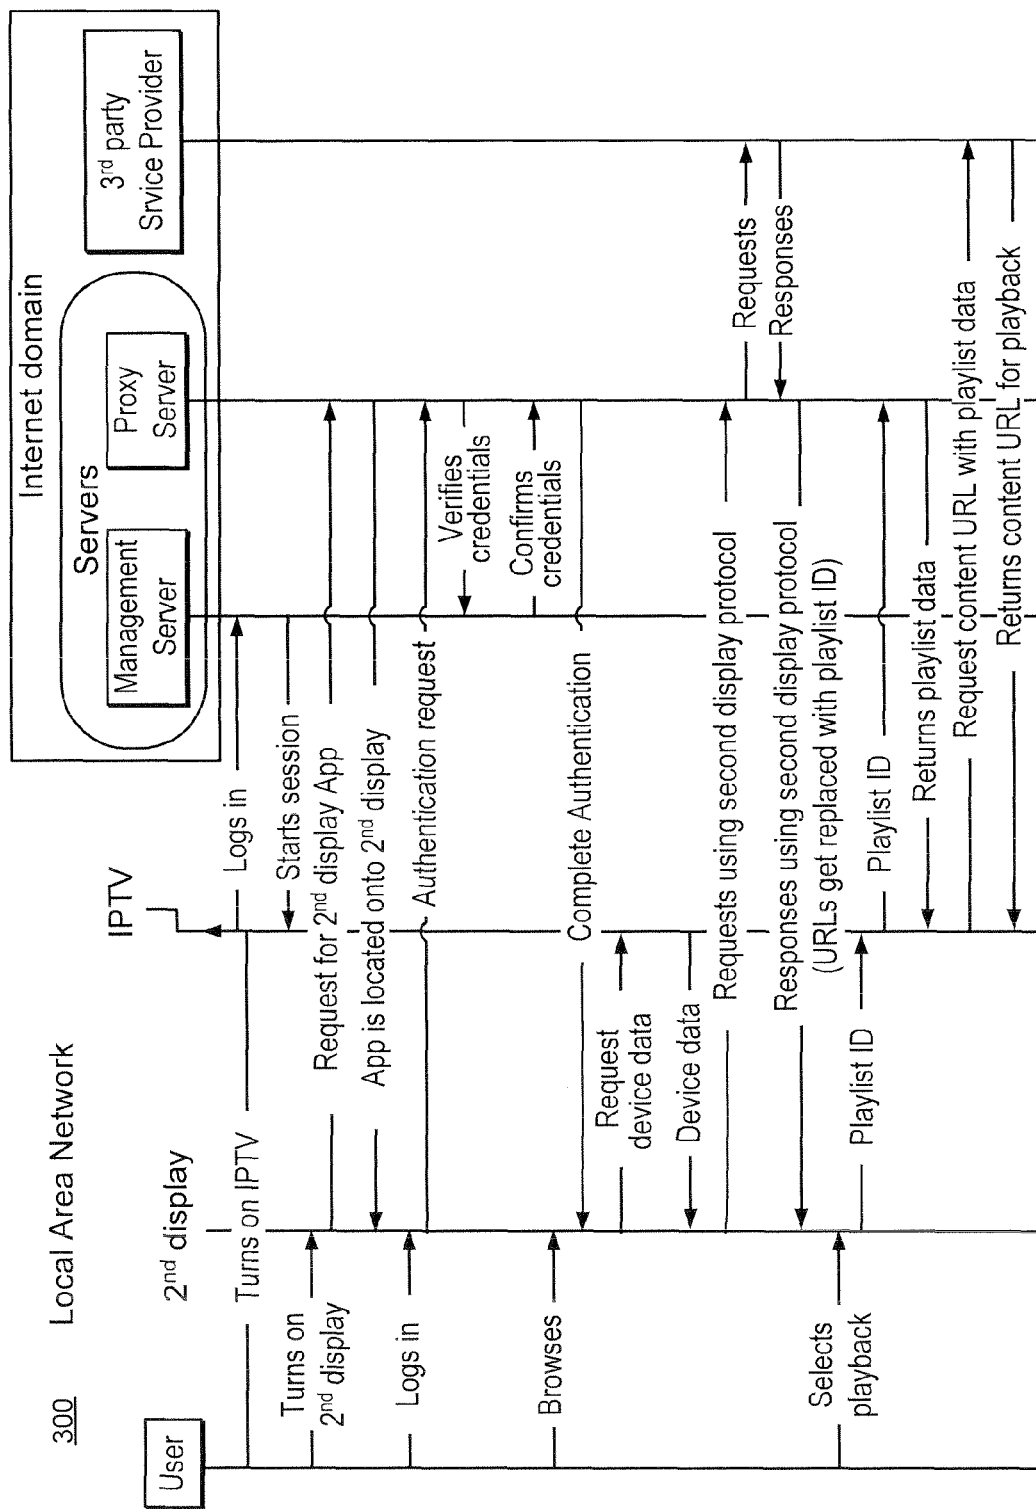 300
Local Area Network
Internet domain
Servers
User
2nd display
IPTV
Management
Server
Proxy
Server
3rd party
Srvice Provider
Turns on IPTV
Logs in
Starts session
Turns on
2nd display
Request for 2nd display App
App is located onto 2nd display
Logs in
Authentication request
Verifies
credentials
Confirms
credentials
Browses
Complete Authentication
Request
device data
Device data
Requests using second display protocol
Requests
Responses
Responses using second display protocol
(URLs get replaced with playlist ID)
Selects
playback
Playlist ID
Playlist ID
Returns playlist data
Request content URL with playlist data
Returns content URL for playback